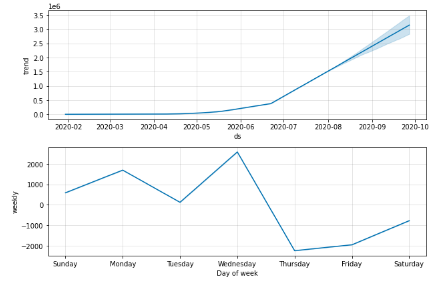 1e6
3.5
3.0
2.5
2.0
1.5
1.0
0.5
0.0
trend
2020-02 2020-03 2020-04 2020-05 2020-06 2020-07 2020-08 2020-09 2020-10
ds
2000
1000
0
−1000
−2000
weekly
Sunday Monday Tuesday Wednesday Thursday Friday Saturday
Day of week